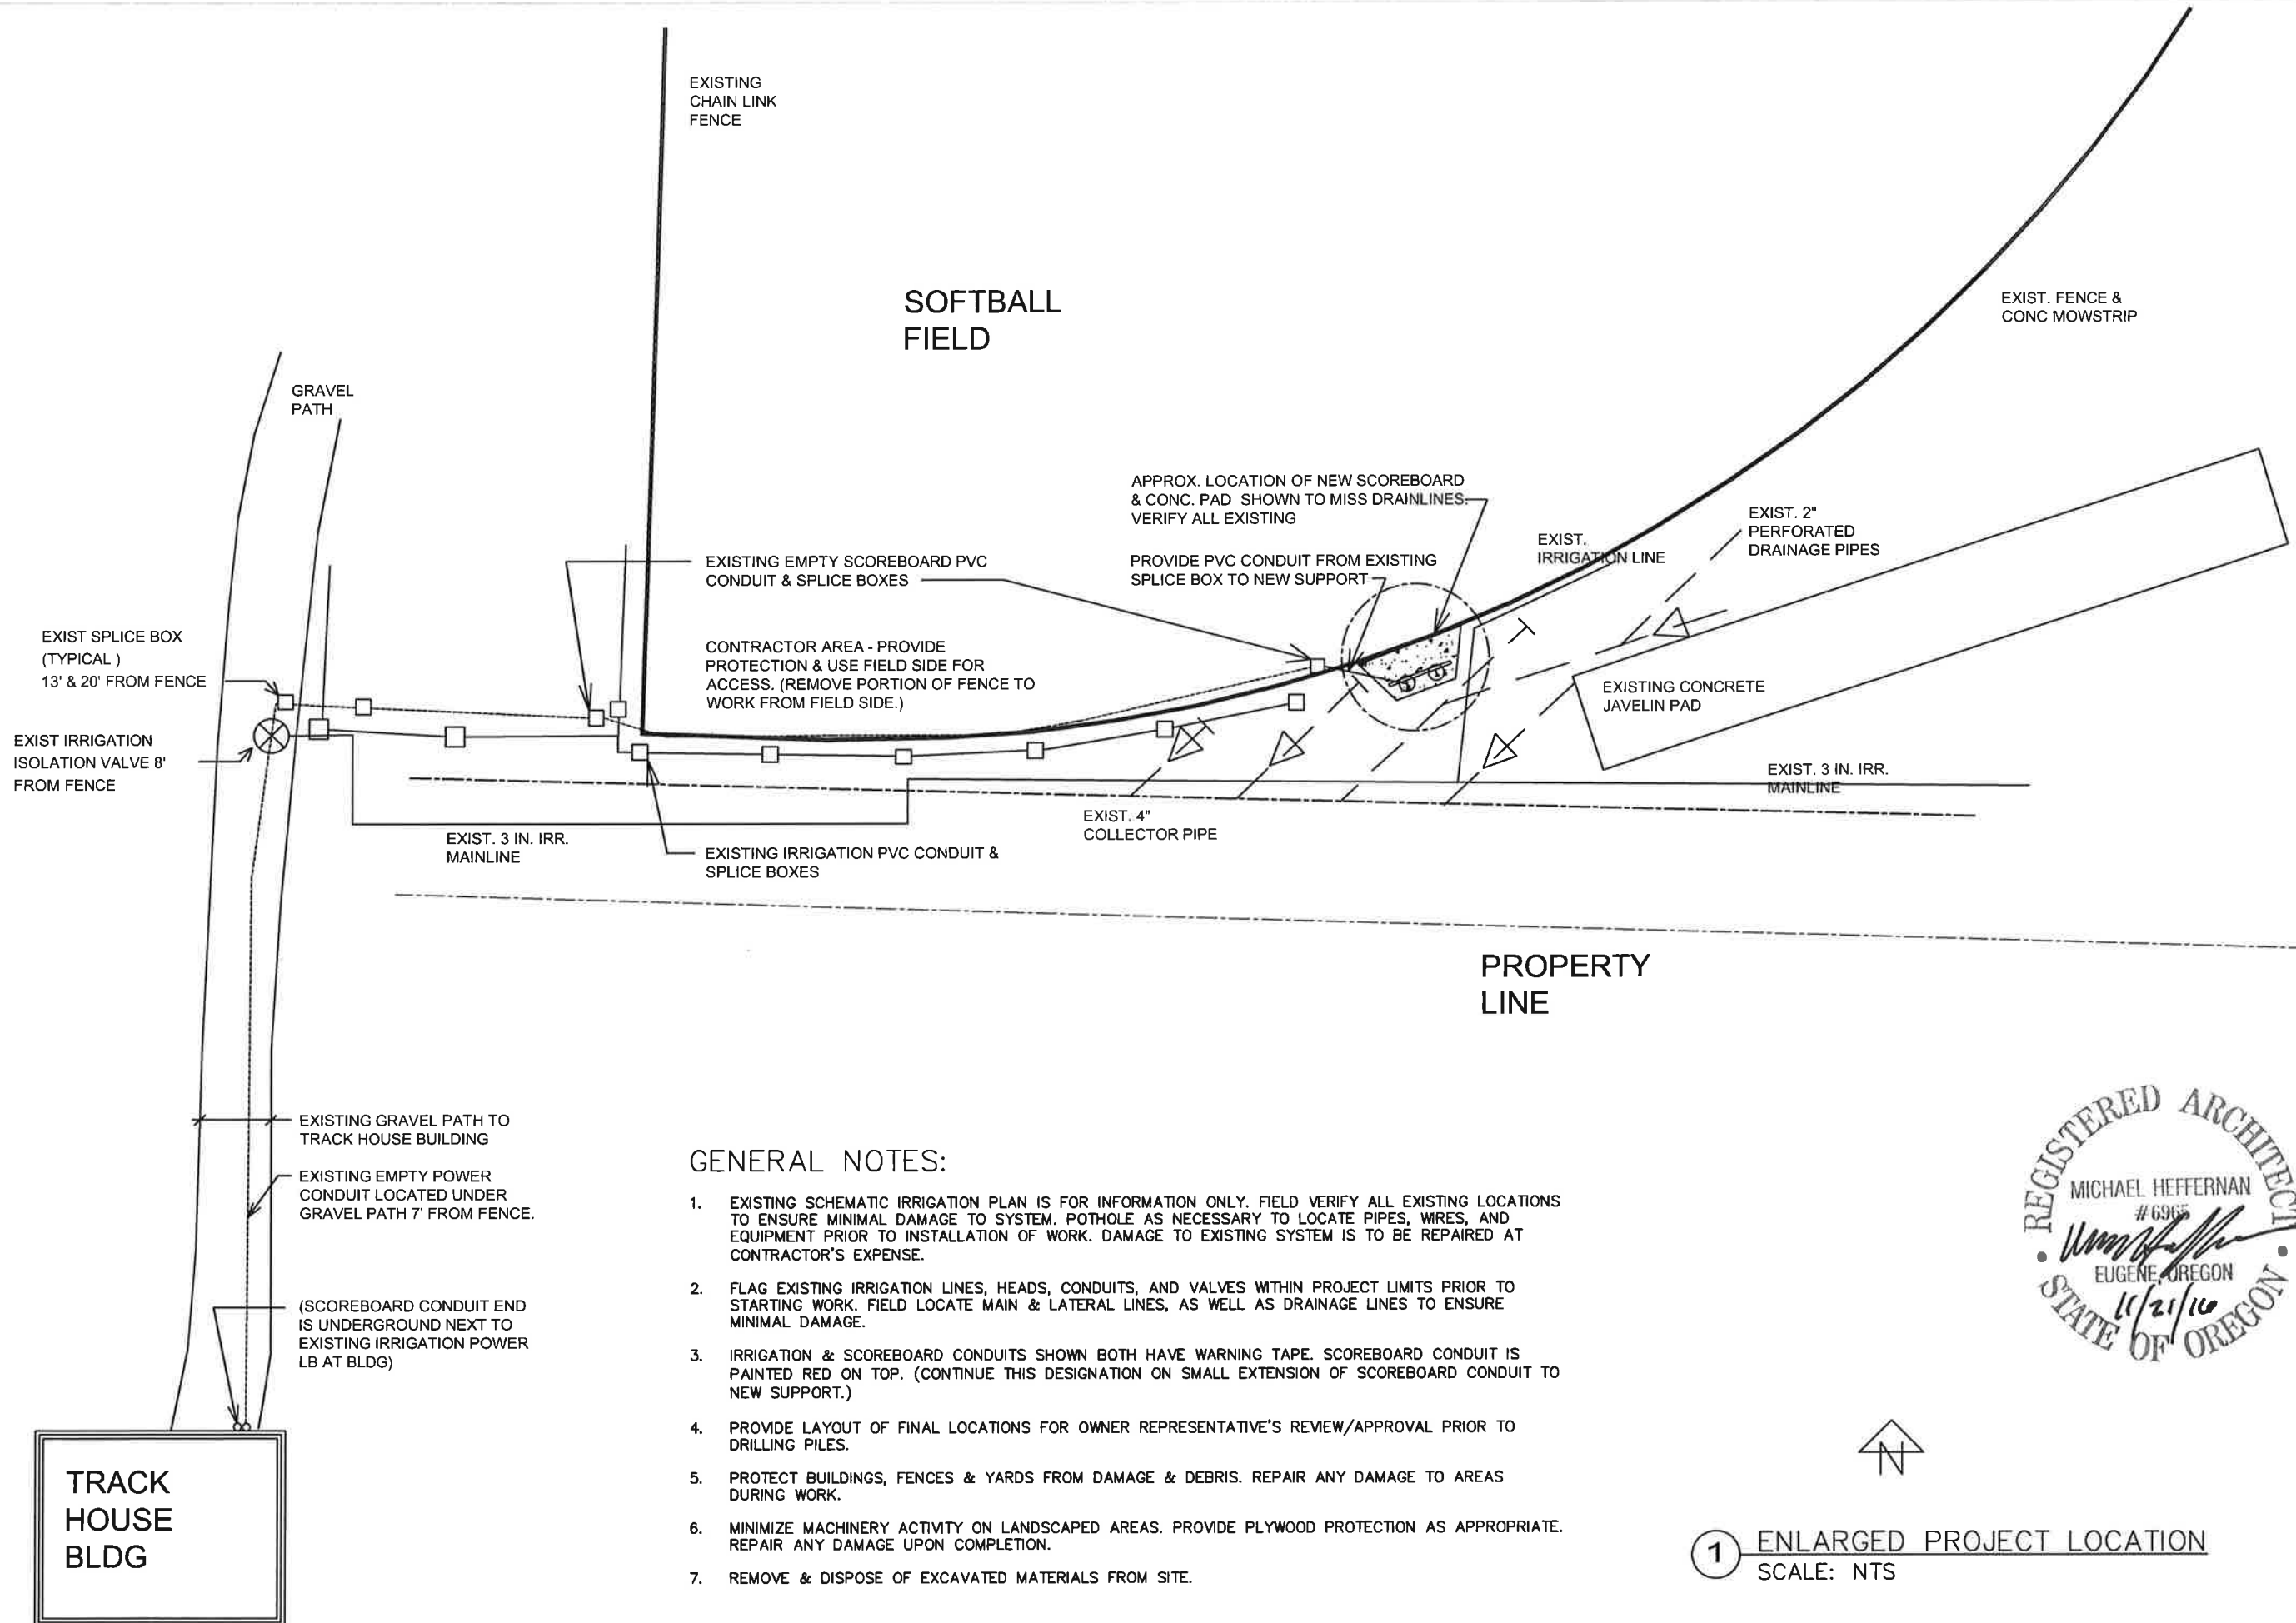 EXISTING
CHAIN LINK
FENCE
SOFTBALL
FIELD
EXIST. FENCE &
CONC MOWSTRIP
GRAVEL
PATH
APPROX. LOCATION OF NEW SCOREBOARD
& CONC. PAD SHOWN TO MISS DRAINLINES.
VERIFY ALL EXISTING
EXIST. 2"
PERFORATED
DRAINAGE PIPES
EXIST.
IRRIGATION LINE
EXISTING EMPTY SCOREBOARD PVC
CONDUIT & SPLICE BOXES
PROVIDE PVC CONDUIT FROM EXISTING
SPLICE BOX TO NEW SUPPORT
EXIST SPLICE BOX
(TYPICAL )
13' & 20' FROM FENCE
CONTRACTOR AREA - PROVIDE
PROTECTION & USE FIELD SIDE FOR
ACCESS. (REMOVE PORTION OF FENCE TO
WORK FROM FIELD SIDE.)
EXISTING CONCRETE
JAVELIN PAD
EXIST IRRIGATION
ISOLATION VALVE 8'
FROM FENCE
EXIST. 3 IN. IRR.
MAINLINE
EXIST. 4"
COLLECTOR PIPE
EXIST. 3 IN. IRR.
MAINLINE
EXISTING IRRIGATION PVC CONDUIT &
SPLICE BOXES
PROPERTY
LINE
EXISTING GRAVEL PATH TO
TRACK HOUSE BUILDING
EXISTING EMPTY POWER
CONDUIT LOCATED UNDER
GRAVEL PATH 7' FROM FENCE.
(SCOREBOARD CONDUIT END
IS UNDERGROUND NEXT TO
EXISTING IRRIGATION POWER
LB AT BLDG)
TRACK
HOUSE
BLDG
GENERAL NOTES:
1. EXISTING SCHEMATIC IRRIGATION PLAN IS FOR INFORMATION ONLY. FIELD VERIFY ALL EXISTING LOCATIONS
TO ENSURE MINIMAL DAMAGE TO SYSTEM. POTHOLE AS NECESSARY TO LOCATE PIPES, WIRES, AND
EQUIPMENT PRIOR TO INSTALLATION OF WORK. DAMAGE TO EXISTING SYSTEM IS TO BE REPAIRED AT
CONTRACTOR'S EXPENSE.
2. FLAG EXISTING IRRIGATION LINES, HEADS, CONDUITS, AND VALVES WITHIN PROJECT LIMITS PRIOR TO
STARTING WORK. FIELD LOCATE MAIN & LATERAL LINES, AS WELL AS DRAINAGE LINES TO ENSURE
MINIMAL DAMAGE.
3. IRRIGATION & SCOREBOARD CONDUITS SHOWN BOTH HAVE WARNING TAPE. SCOREBOARD CONDUIT IS
PAINTED RED ON TOP. (CONTINUE THIS DESIGNATION ON SMALL EXTENSION OF SCOREBOARD CONDUIT TO
NEW SUPPORT.)
4. PROVIDE LAYOUT OF FINAL LOCATIONS FOR OWNER REPRESENTATIVE'S REVIEW/APPROVAL PRIOR TO
DRILLING PILES.
5. PROTECT BUILDINGS, FENCES & YARDS FROM DAMAGE & DEBRIS. REPAIR ANY DAMAGE TO AREAS
DURING WORK.
6. MINIMIZE MACHINERY ACTIVITY ON LANDSCAPED AREAS. PROVIDE PLYWOOD PROTECTION AS APPROPRIATE.
REPAIR ANY DAMAGE UPON COMPLETION.
7. REMOVE & DISPOSE OF EXCAVATED MATERIALS FROM SITE.
REGISTERED ARCHITECT
MICHAEL HEFFERNAN
#6965
EUGENE, OREGON
11/21/16
STATE OF OREGON
N
1 ENLARGED PROJECT LOCATION
SCALE: NTS